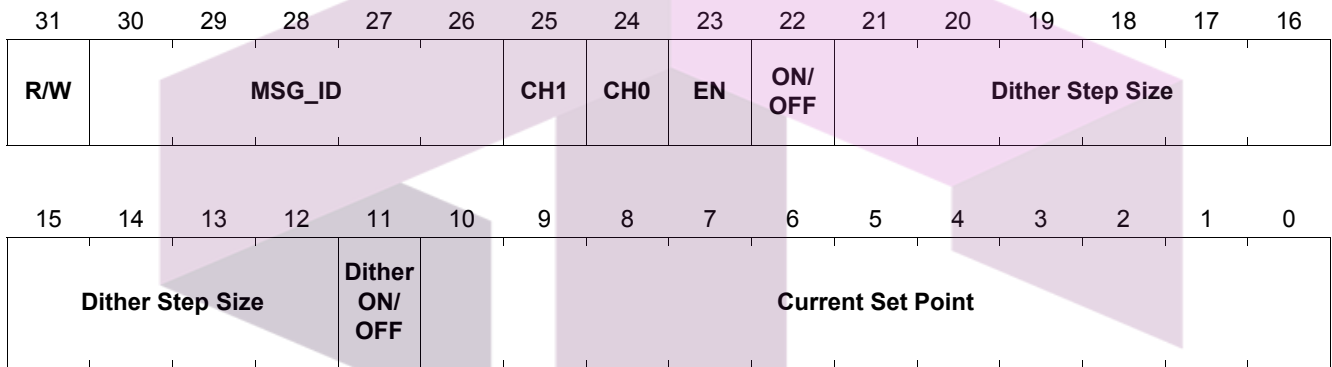 31 30 29 28 27 26 25 24 23 22 21 20 19 18 17 16
R/W MSG_ID CH1 CH0 EN ON/ OFF Dither Step Size
15 14 13 12 11 10 9 8 7 6 5 4 3 2 1 0
Dither Step Size Dither ON/ OFF Current Set Point